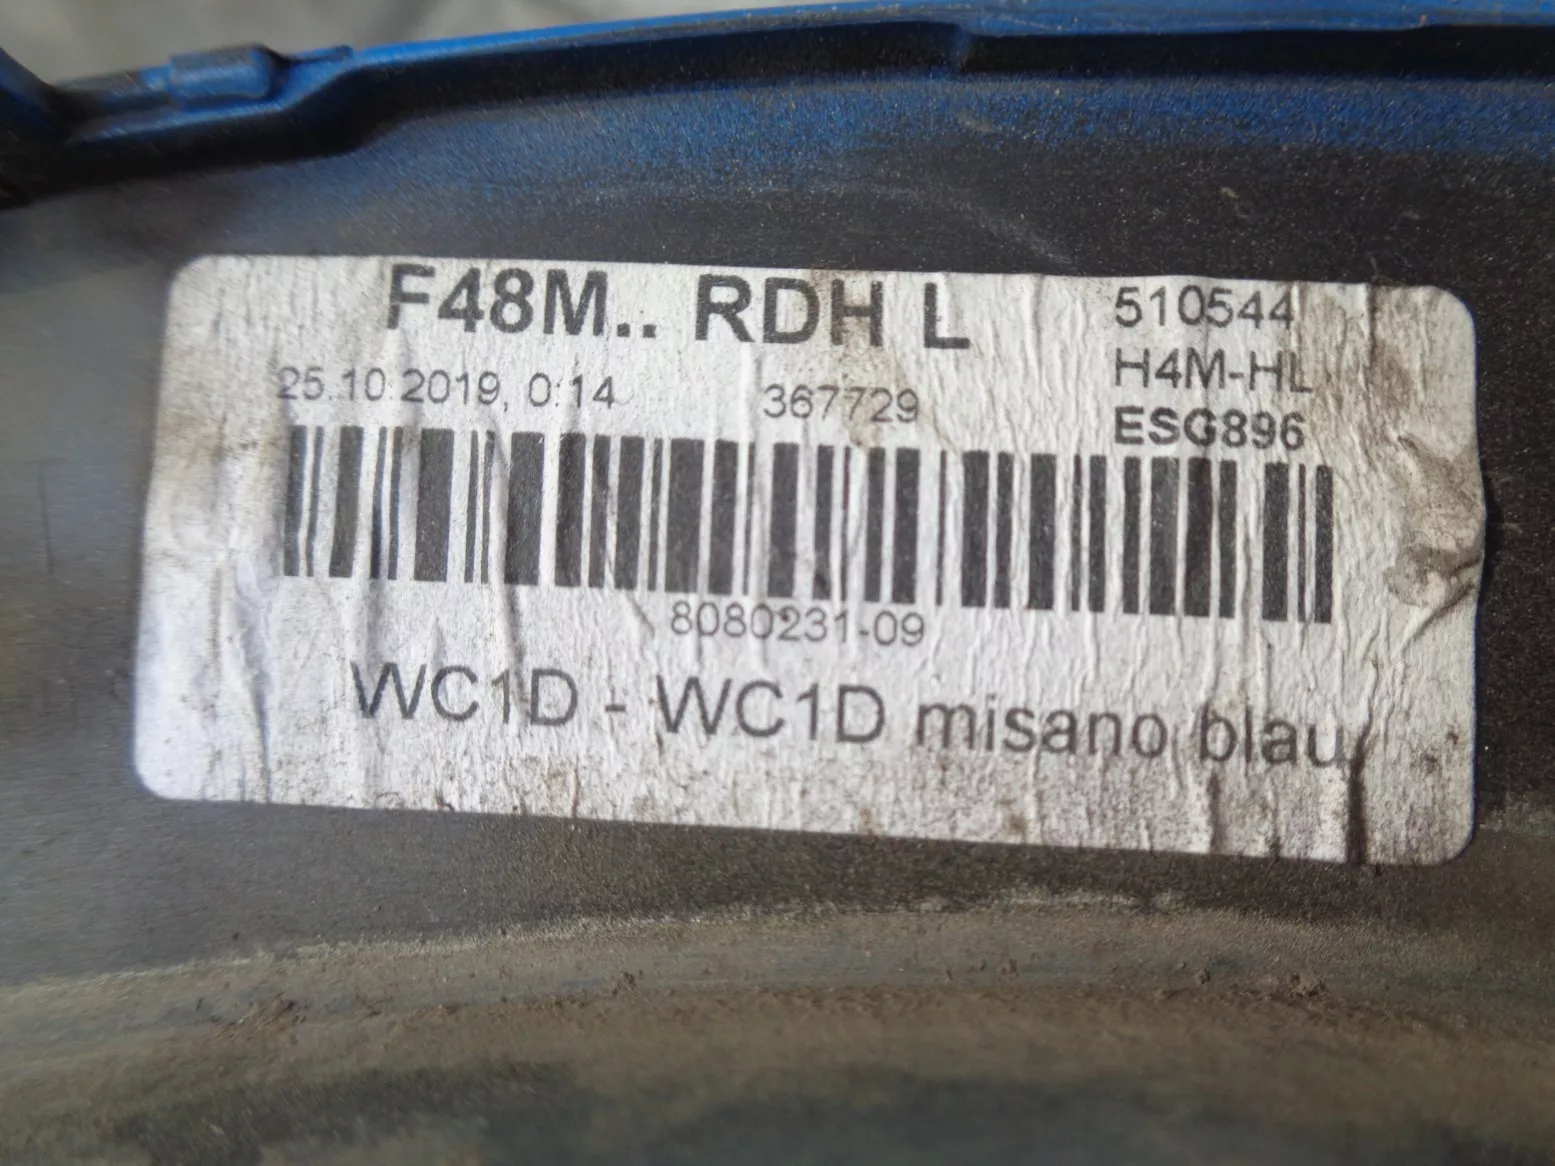 F48M.. RDH L
510544
H4M-HL
25.10.2019, 0:14 367729
ESG896
8080231-09
WC1D - WC1D misano blau